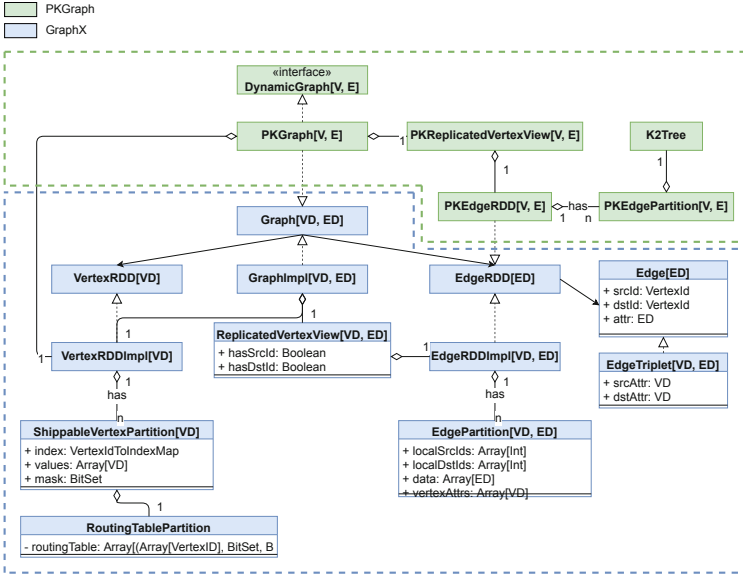 PKGraph
GraphX
«interface»
DynamicGraph[V, E]
PKGraph[V, E]
1
PKReplicatedVertexView[V, E]
K2Tree
1
1
PKEdgeRDD[V, E]
has
1
n
PKEdgePartition[V, E]
Graph[VD, ED]
VertexRDD[VD]
GraphImpl[VD, ED]
EdgeRDD[ED]
Edge[ED]
+ srcId: VertexId
+ dstId: VertexId
+ attr: ED
1
1
ReplicatedVertexView[VD, ED]
+ hasSrcId: Boolean
+ hasDstId: Boolean
1
VertexRDDImpl[VD]
1
EdgeRDDImpl[VD, ED]
EdgeTriplet[VD, ED]
+ srcAttr: VD
+ dstAttr: VD
1
has
n
1
has
n
ShippableVertexPartition[VD]
+ index: VertexIdToIndexMap
+ values: Array[VD]
+ mask: BitSet
EdgePartition[VD, ED]
+ localSrcIds: Array[Int]
+ localDstIds: Array[Int]
+ data: Array[ED]
+ vertexAttrs: Array[VD]
1
RoutingTablePartition
- routingTable: Array[(Array[VertexID], BitSet, B